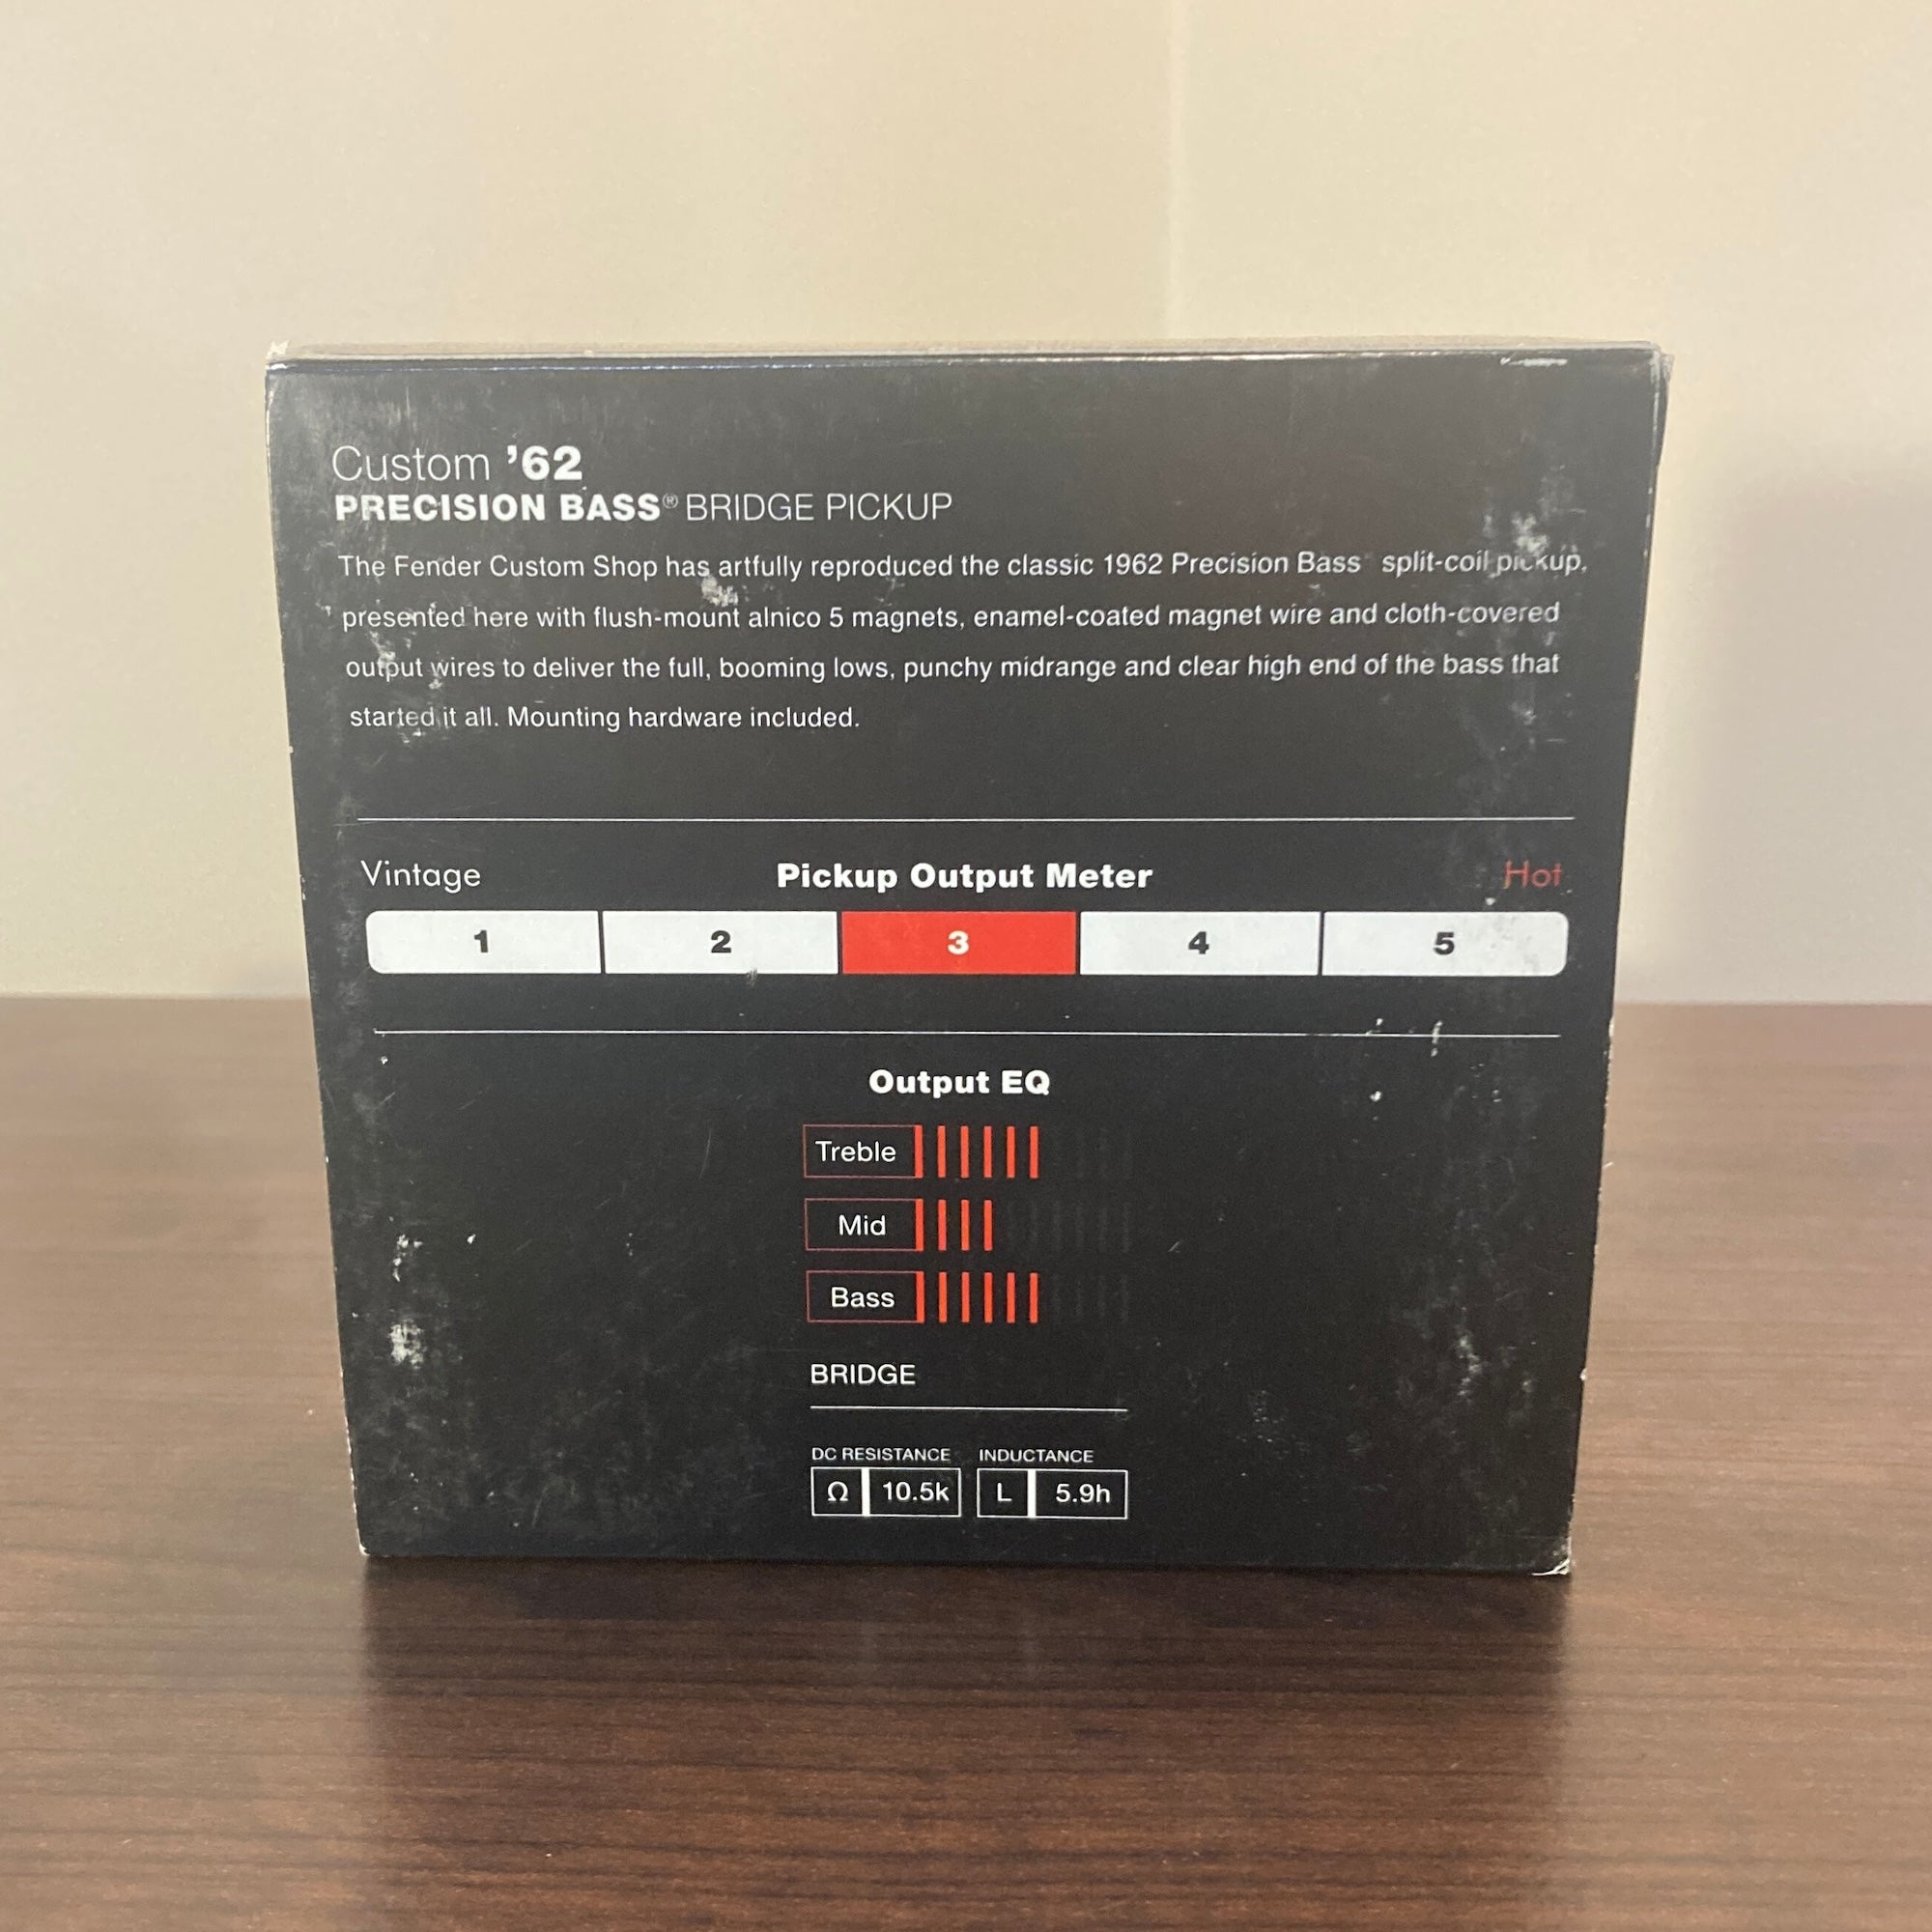 Custom ’62
PRECISION BASS® BRIDGE PICKUP
The Fender Custom Shop has artfully reproduced the classic 1962 Precision Bass split-coil pickup,
presented here with flush-mount alnico 5 magnets, enamel-coated magnet wire and cloth-covered
output wires to deliver the full, booming lows, punchy midrange and clear high end of the bass that
started it all. Mounting hardware included.
Vintage Pickup Output Meter Hot
1 2 3 4 5
Output EQ
Treble
Mid
Bass
BRIDGE
DC RESISTANCE INDUCTANCE
Ω 10.5k L 5.9h